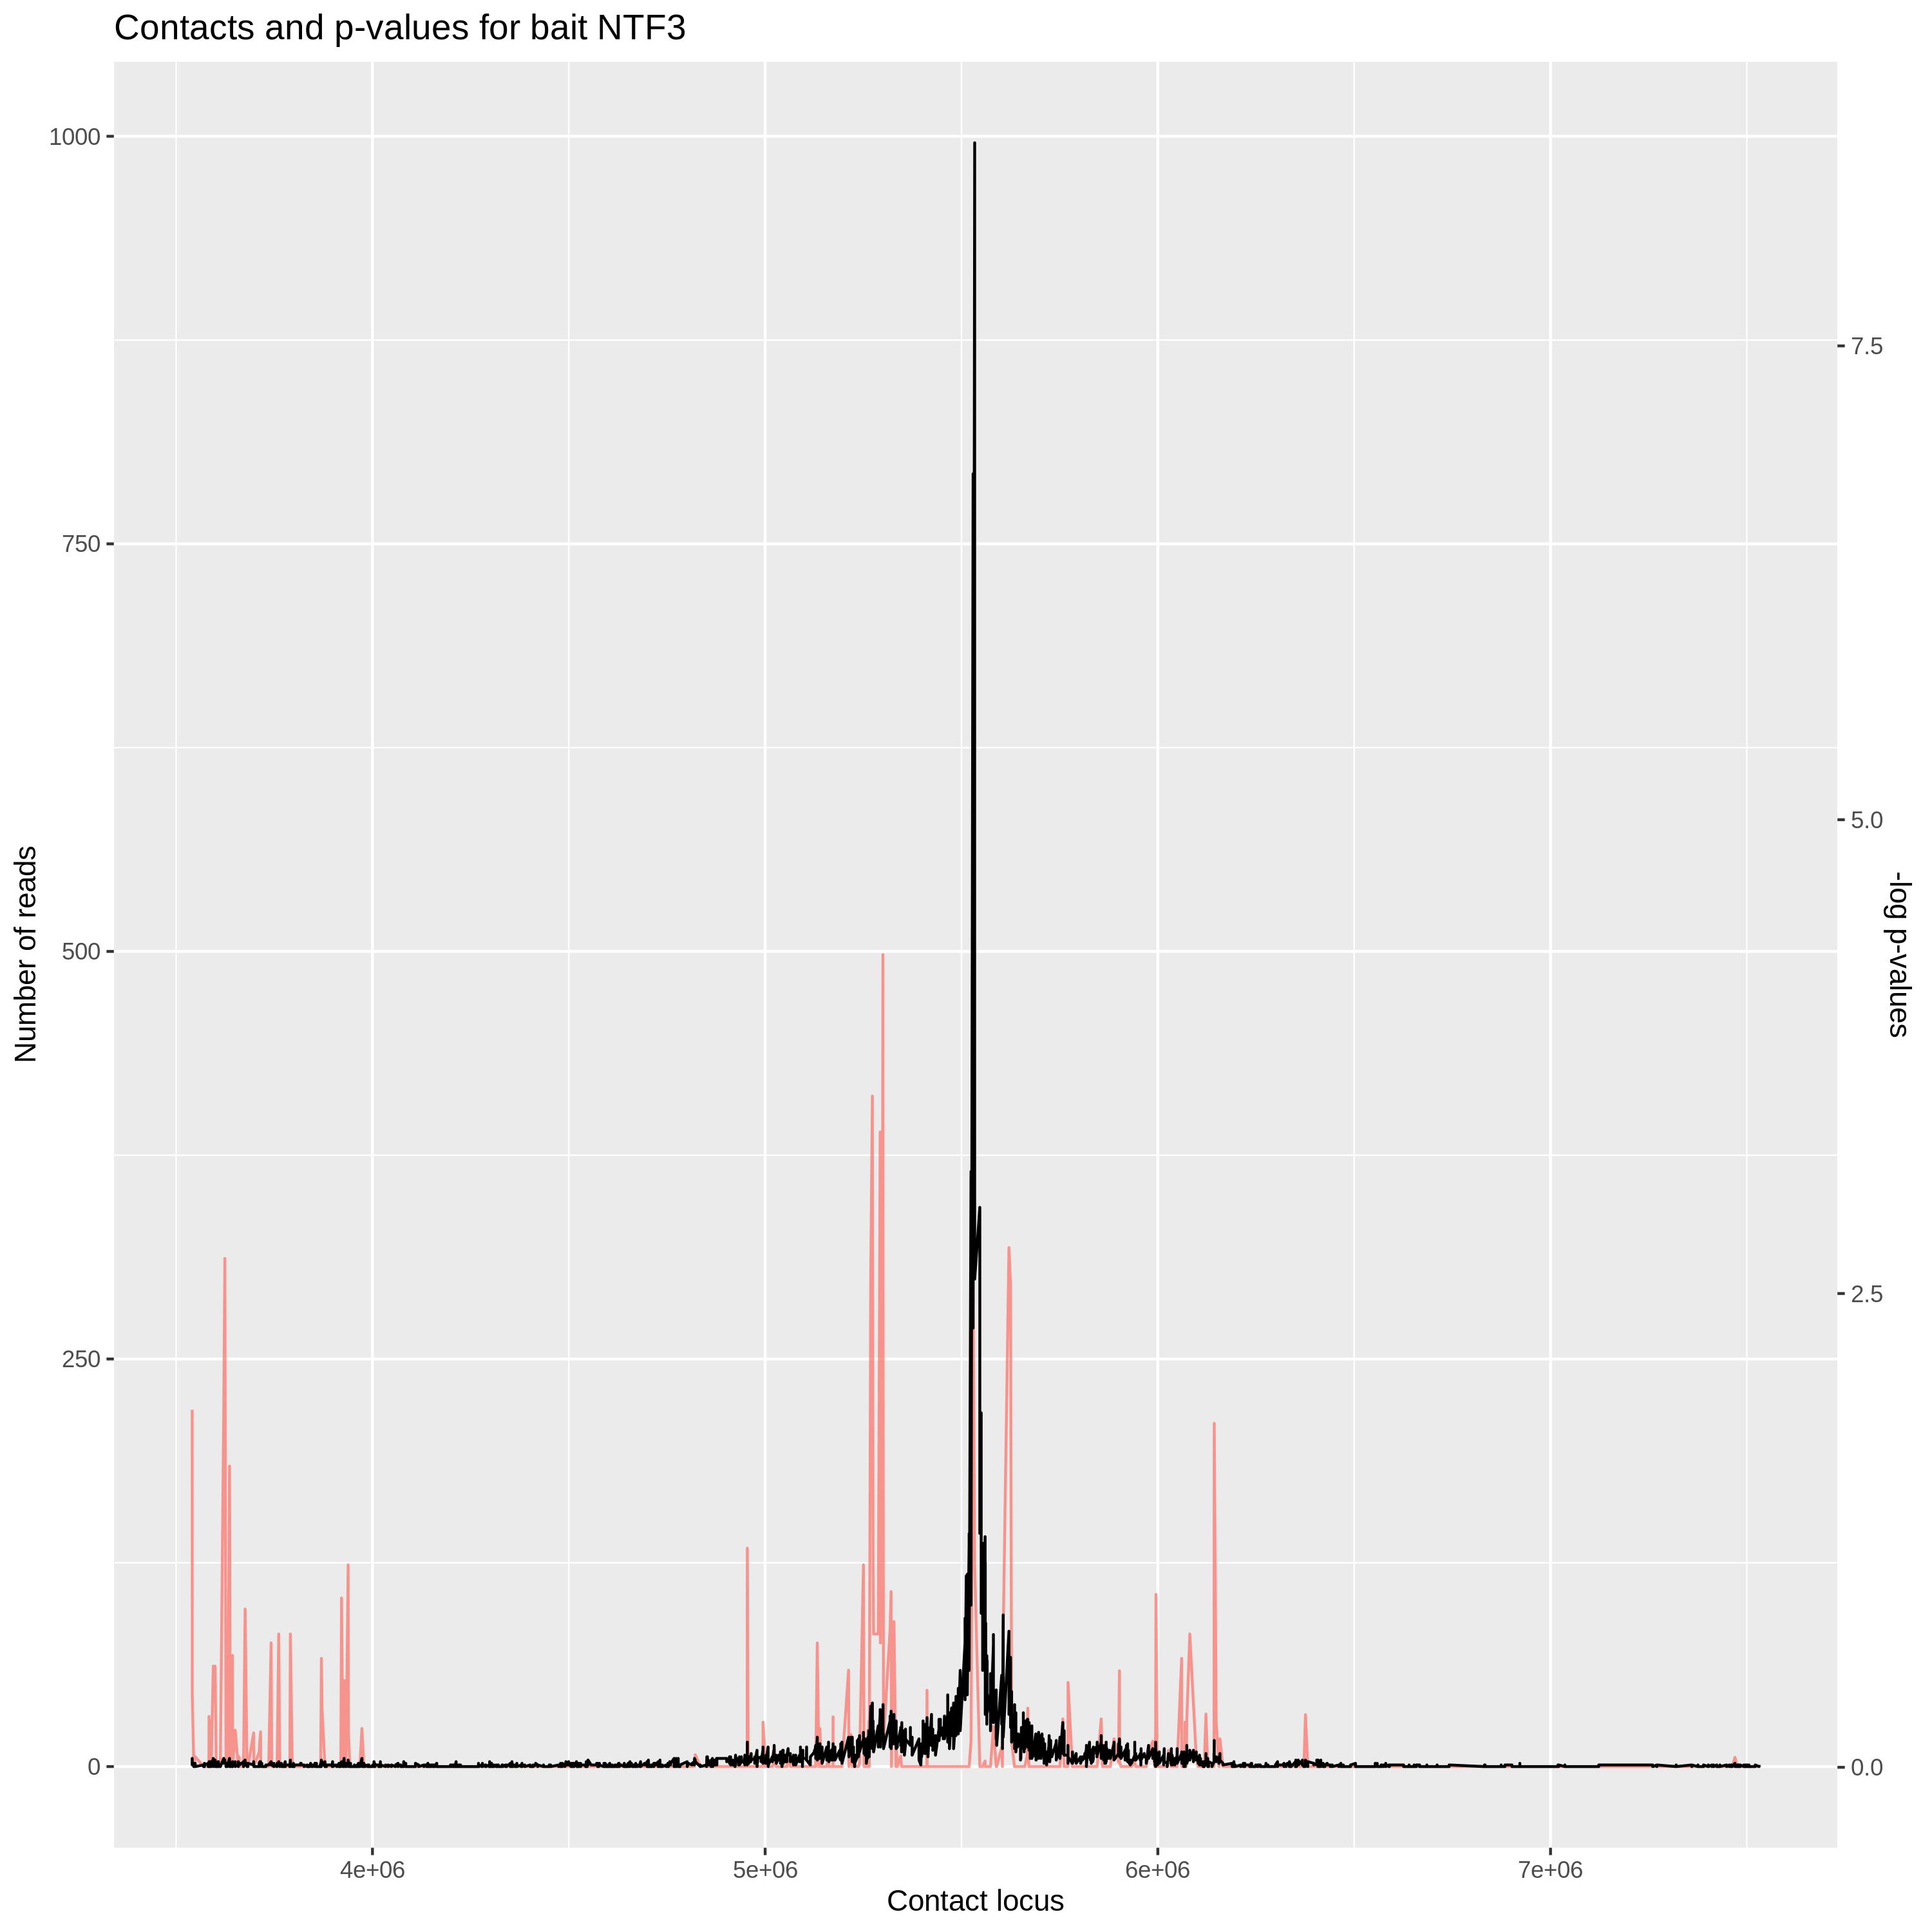 Contacts and p-values for bait NTF3
1000
750
500
250
0
Number of reads
7.5
5.0
2.5
0.0
-log p-values
4e+06
5e+06
6e+06
7e+06
Contact locus